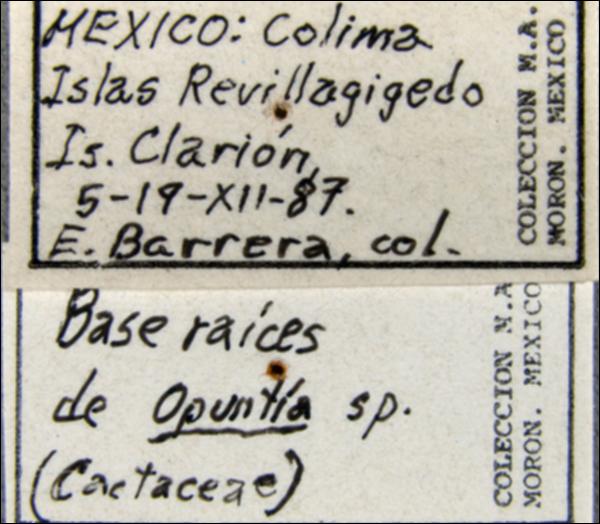 MEXICO: Colima
Islas Revillagigedo
Is. Clarión,
5-19-XII-87.
E. Barrera, col.
COLECCION M.A.
MORON. MEXICO
Base raíces
de Opuntia sp.
(Cactaceae)
COLECCION M.A
MORON. MEXICO